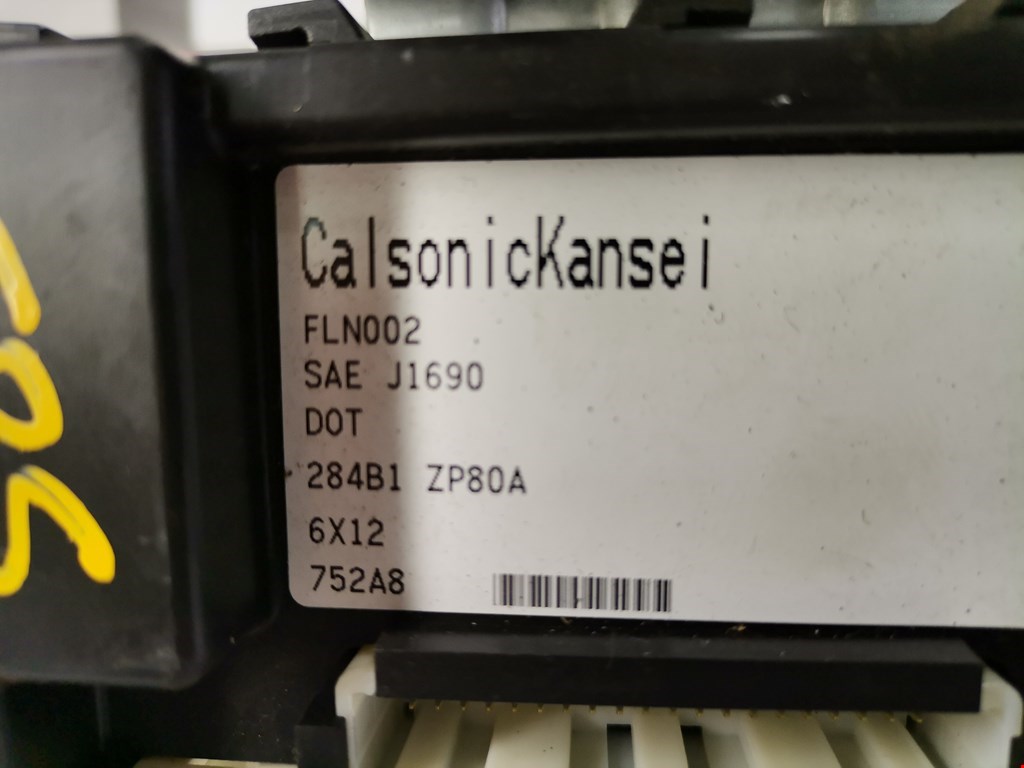 CalsonicKansei
FLN002
SAE J1690
DOT
284B1 ZP80A
6X12
752A8